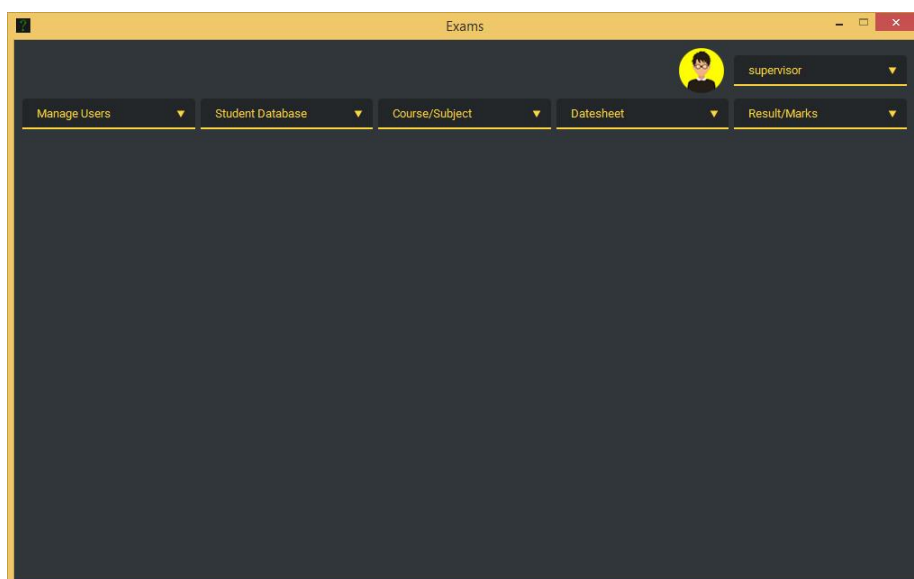 Exams
supervisor
Manage Users Student Database Course/Subject Datesheet Result/Marks